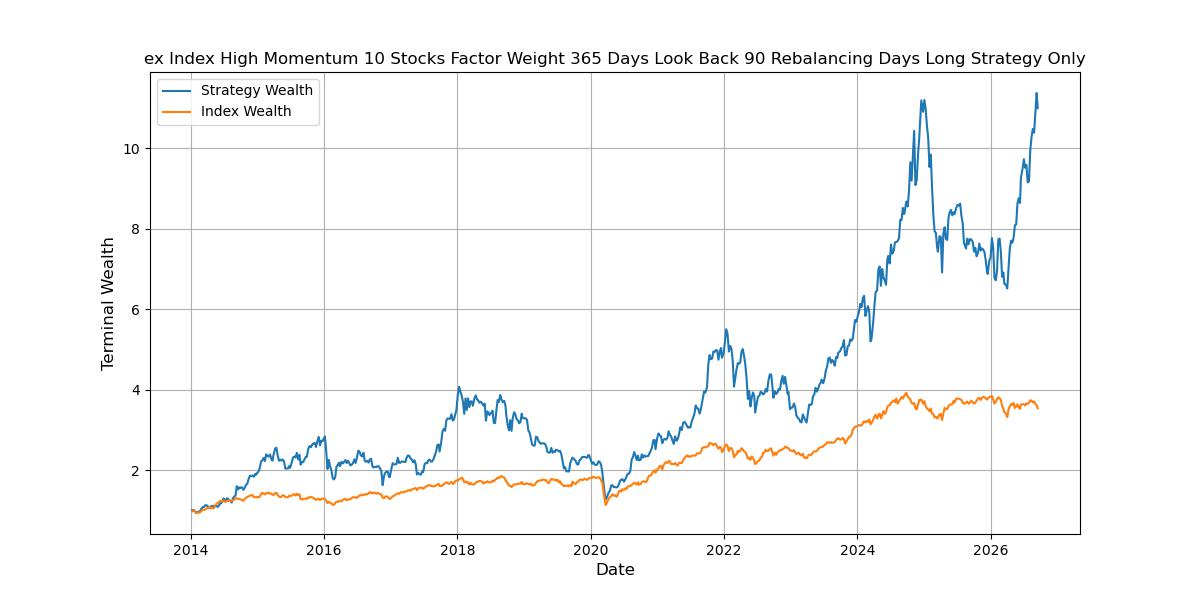 ex Index High Momentum 10 Stocks Factor Weight 365 Days Look Back 90 Rebalancing Days Long Strategy Only
Strategy Wealth
Index Wealth
Terminal Wealth
10
8
6
4
2
2014 2016 2018 2020 2022 2024 2026
Date